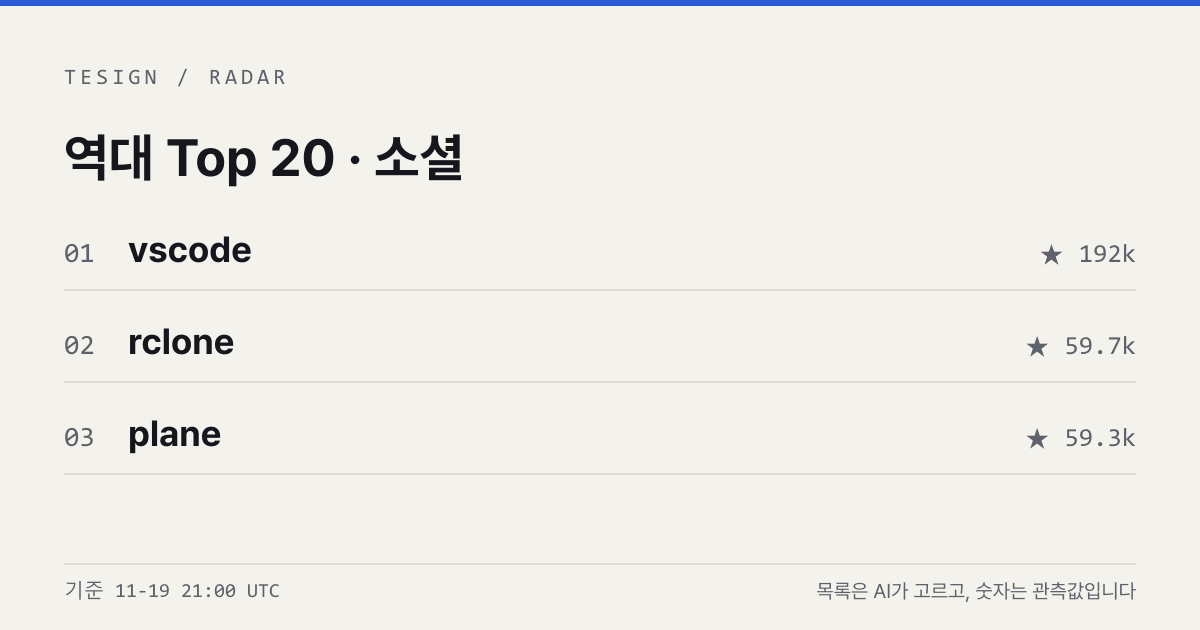 TESIGN / RADAR
역대 Top 20 · 소셜
01 vscode ★ 192k
02 rclone ★ 59.7k
03 plane ★ 59.3k
기준 11-19 21:00 UTC
목록은 AI가 고르고, 숫자는 관측값입니다